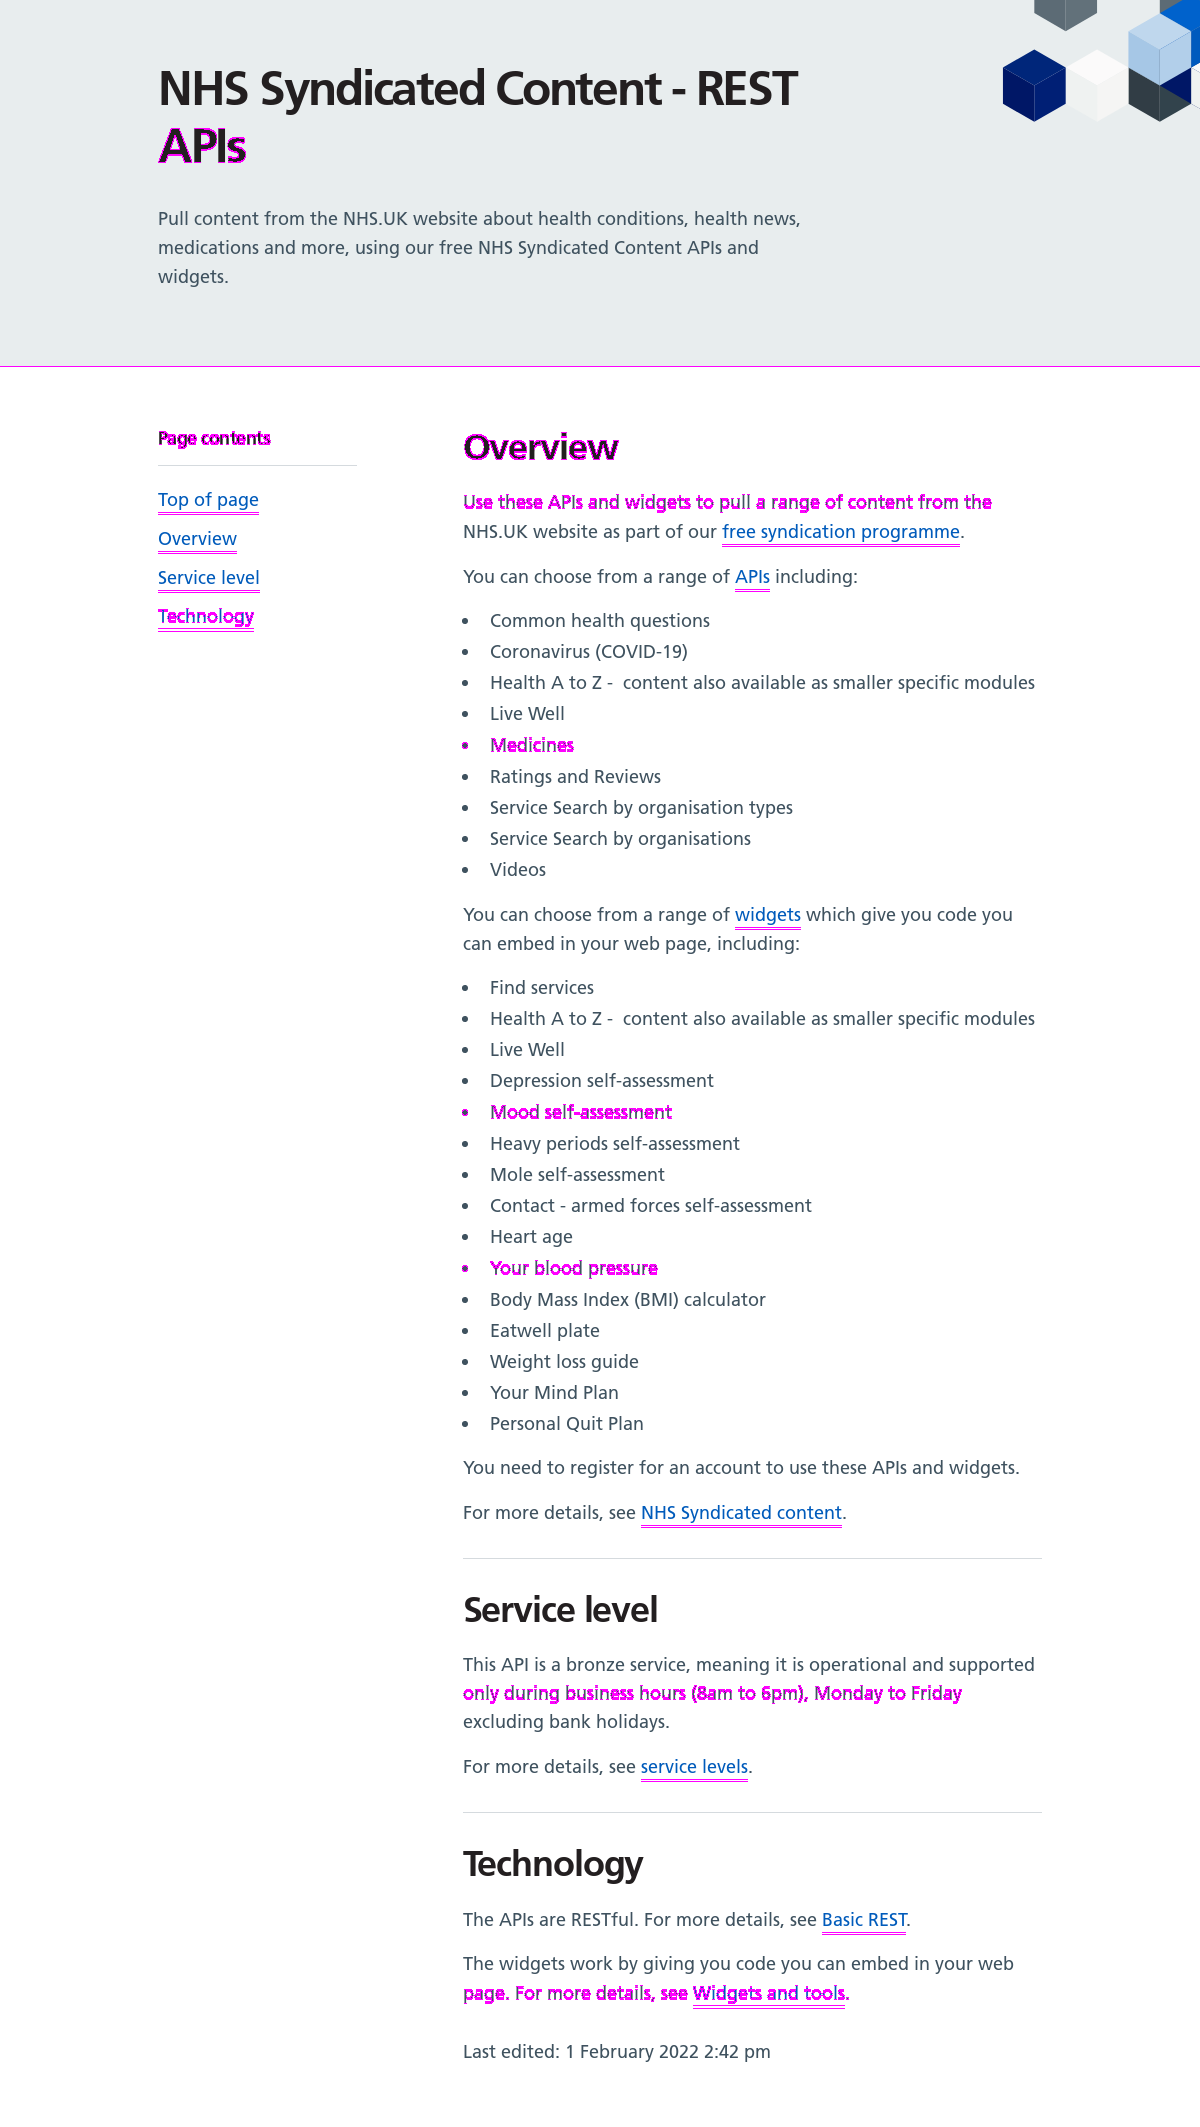 NHS Syndicated Content - REST
APIs
Pull content from the NHS.UK website about health conditions, health news,
medications and more, using our free NHS Syndicated Content APIs and
widgets.
Page contents
Top of page
Overview
Service level
Technology
Overview
Use these APIs and widgets to pull a range of content from the
NHS.UK website as part of our free syndication programme.
You can choose from a range of APIs including:
• Common health questions
• Coronavirus (COVID-19)
• Health A to Z -  content also available as smaller specific modules
• Live Well
• Medicines
• Ratings and Reviews
• Service Search by organisation types
• Service Search by organisations
• Videos
You can choose from a range of widgets which give you code you
can embed in your web page, including:
• Find services
• Health A to Z -  content also available as smaller specific modules
• Live Well
• Depression self-assessment
• Mood self-assessment
• Heavy periods self-assessment
• Mole self-assessment
• Contact - armed forces self-assessment
• Heart age
• Your blood pressure
• Body Mass Index (BMI) calculator
• Eatwell plate
• Weight loss guide
• Your Mind Plan
• Personal Quit Plan
You need to register for an account to use these APIs and widgets.
For more details, see NHS Syndicated content.
Service level
This API is a bronze service, meaning it is operational and supported
only during business hours (8am to 6pm), Monday to Friday
excluding bank holidays.
For more details, see service levels.
Technology
The APIs are RESTful. For more details, see Basic REST.
The widgets work by giving you code you can embed in your web
page. For more details, see Widgets and tools.
Last edited: 1 February 2022 2:42 pm